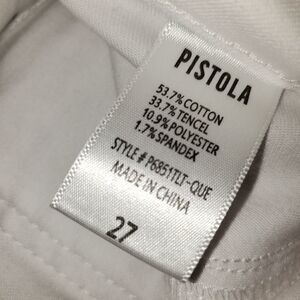 PISTOLA
53.7% COTTON
33.7% TENCEL
10.9% POLYESTER
1.7% SPANDEX
STYLE # P6851TLT-QUE
MADE IN CHINA
27